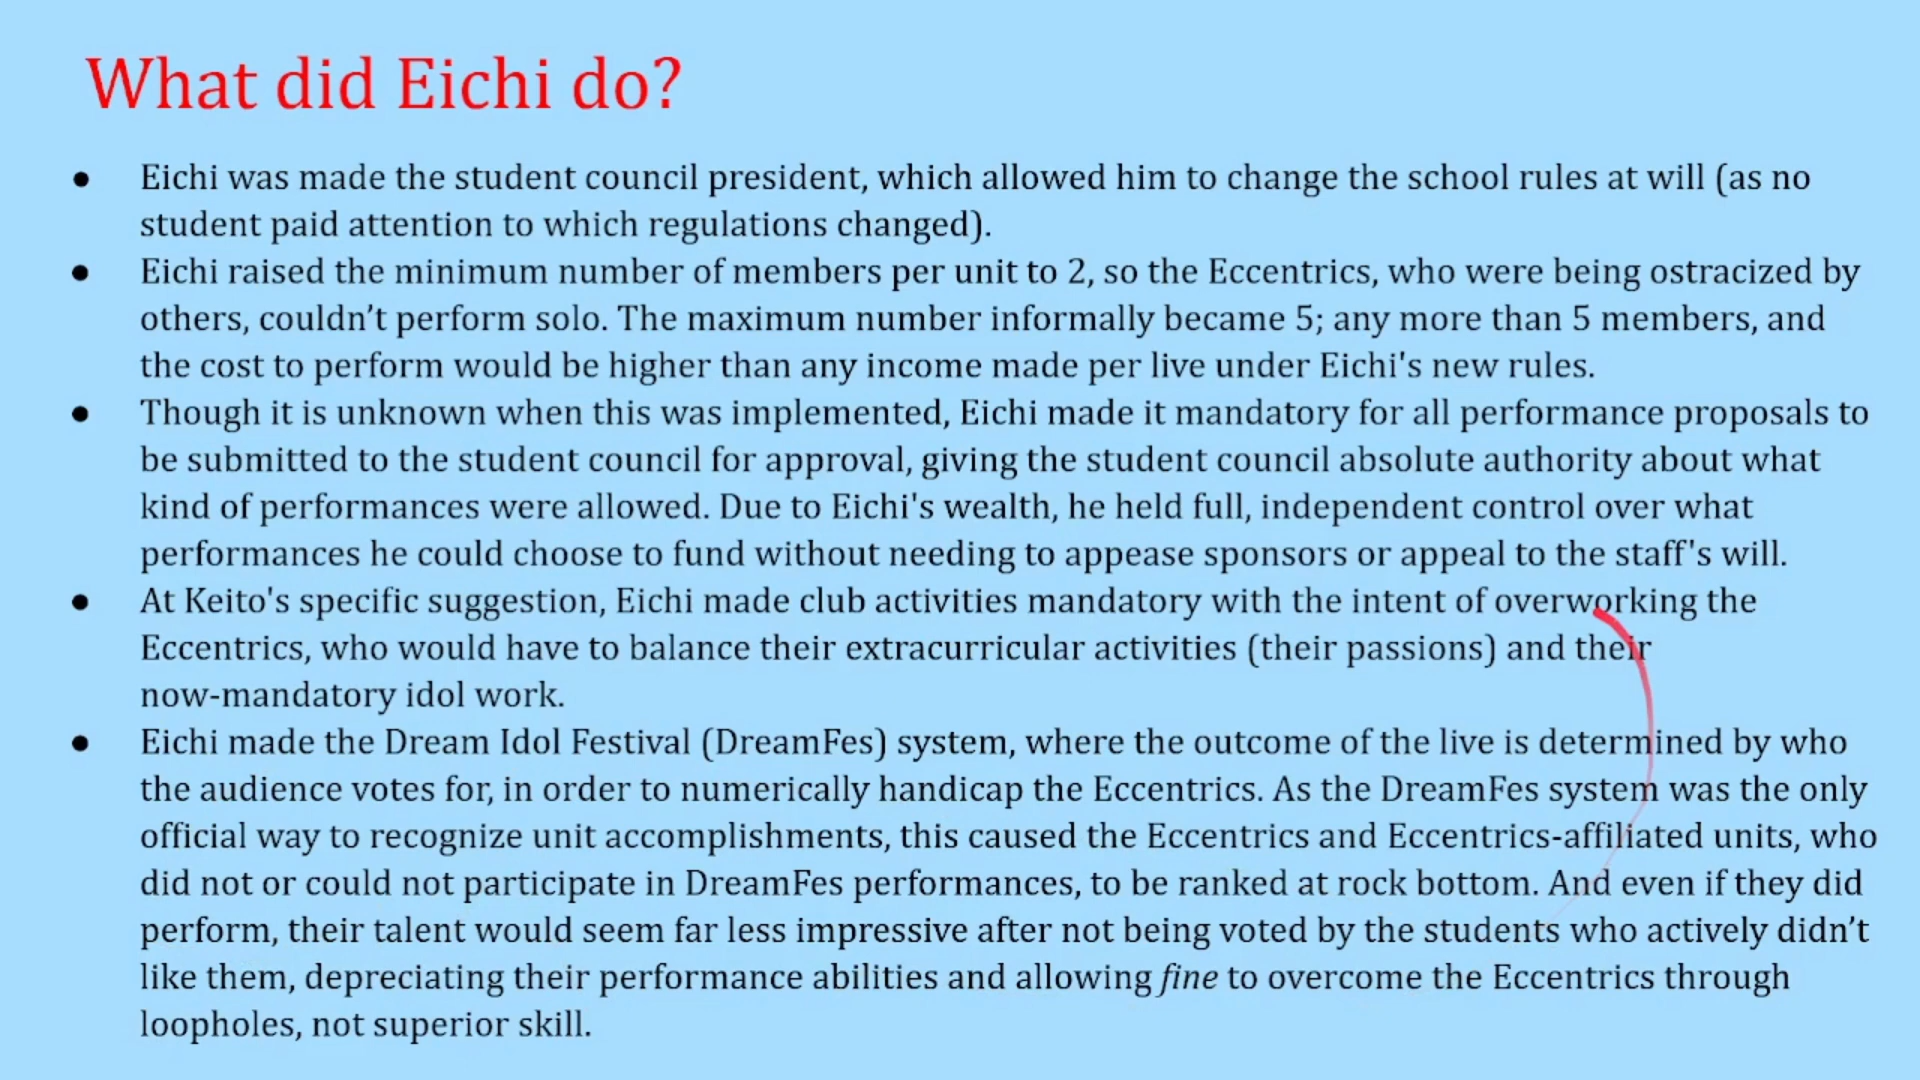 What did Eichi do?
● Eichi was made the student council president, which allowed him to change the school rules at will (as no
student paid attention to which regulations changed).
● Eichi raised the minimum number of members per unit to 2, so the Eccentrics, who were being ostracized by
others, couldn’t perform solo. The maximum number informally became 5; any more than 5 members, and
the cost to perform would be higher than any income made per live under Eichi's new rules.
● Though it is unknown when this was implemented, Eichi made it mandatory for all performance proposals to
be submitted to the student council for approval, giving the student council absolute authority about what
kind of performances were allowed. Due to Eichi's wealth, he held full, independent control over what
performances he could choose to fund without needing to appease sponsors or appeal to the staff's will.
● At Keito's specific suggestion, Eichi made club activities mandatory with the intent of overworking the
Eccentrics, who would have to balance their extracurricular activities (their passions) and their
now-mandatory idol work.
● Eichi made the Dream Idol Festival (DreamFes) system, where the outcome of the live is determined by who
the audience votes for, in order to numerically handicap the Eccentrics. As the DreamFes system was the only
official way to recognize unit accomplishments, this caused the Eccentrics and Eccentrics-affiliated units, who
did not or could not participate in DreamFes performances, to be ranked at rock bottom. And even if they did
perform, their talent would seem far less impressive after not being voted by the students who actively didn’t
like them, depreciating their performance abilities and allowing fine to overcome the Eccentrics through
loopholes, not superior skill.